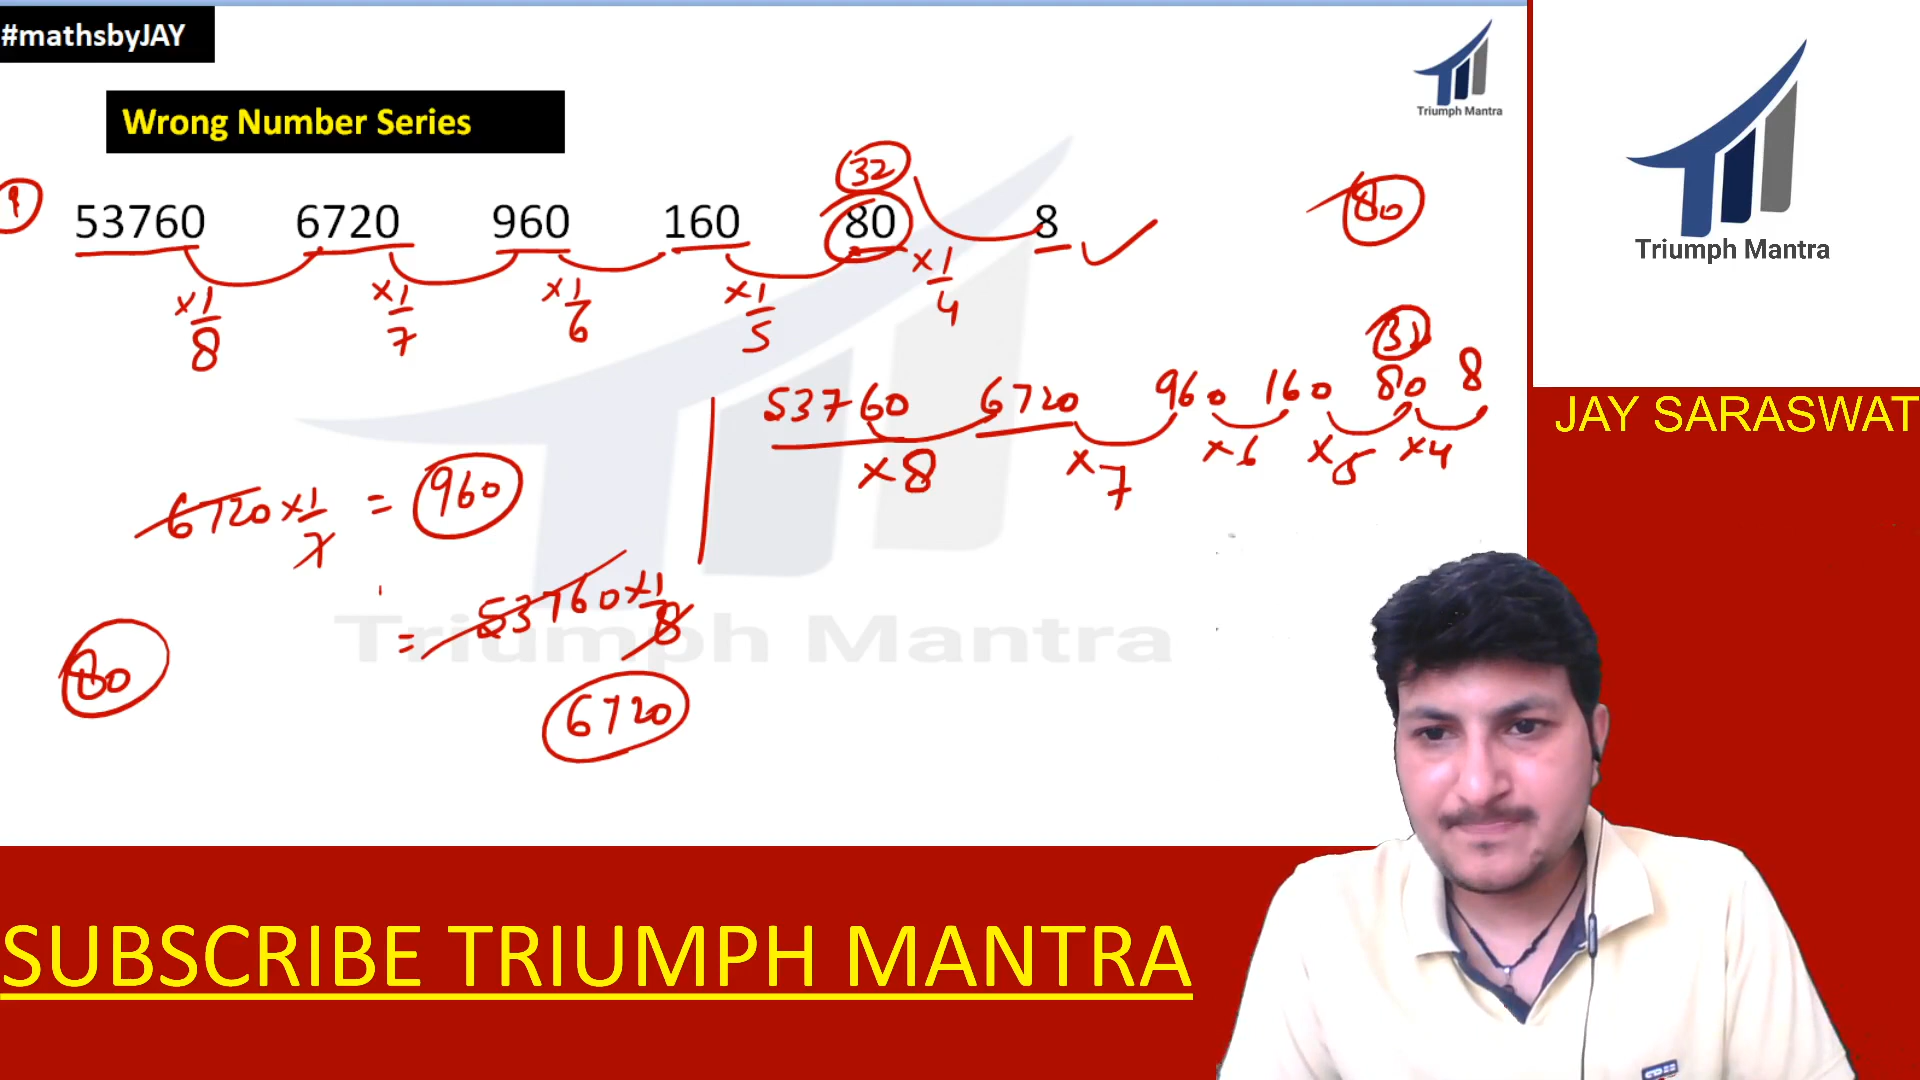 #mathsbyJAY
Triumph Mantra
Triumph Mantra
Wrong Number Series
32
80
53760 6720 960 160 80 8
×1/8 ×1/7 ×1/6 ×1/5 ×1/4
32
53760 6720 960 160 80 8
×8 ×7 ×6 ×5 ×4
6720×1/7 = 960
= 53760×1/8
6720
80
Triumph Mantra
JAY SARASWAT
SUBSCRIBE TRIUMPH MANTRA